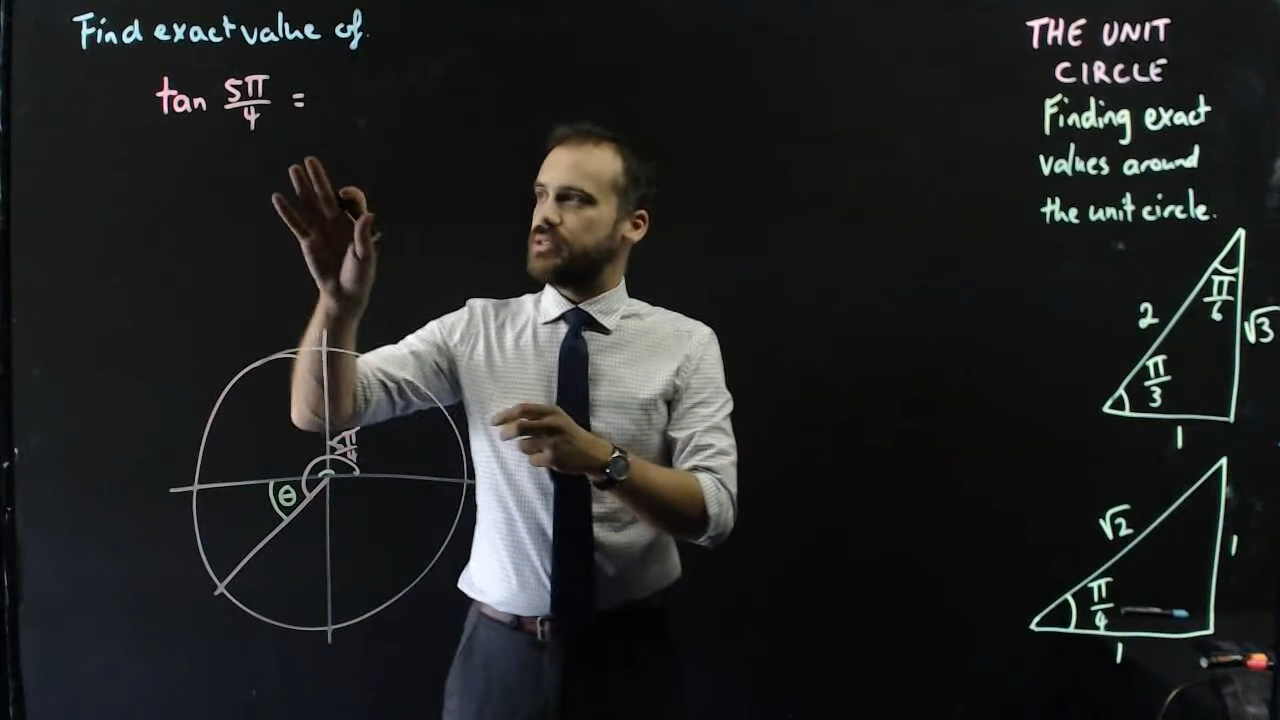 Find exact value of.
tan 5π/4 =
5π/4
θ
THE UNIT
CIRCLE
Finding exact
values around
the unit circle.
π/6
2
√3
π/3
1
√2
1
π/4
1